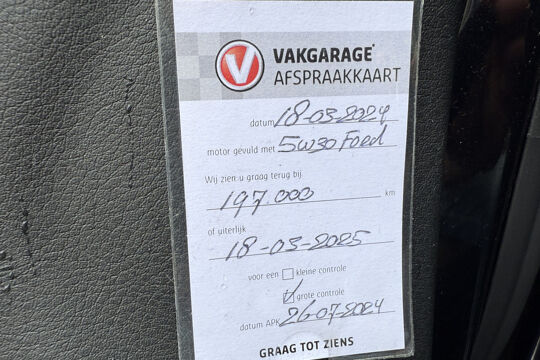 VAKGARAGE
AFSPRAAKKAART
datum 18-03-2024
motor gevuld met 5W30 Ford
Wij zien u graag terug bij
197.000 km
of uiterlijk
18-03-2025
voor een kleine controle
grote controle
datum APK 26-07-2024
GRAAG TOT ZIENS